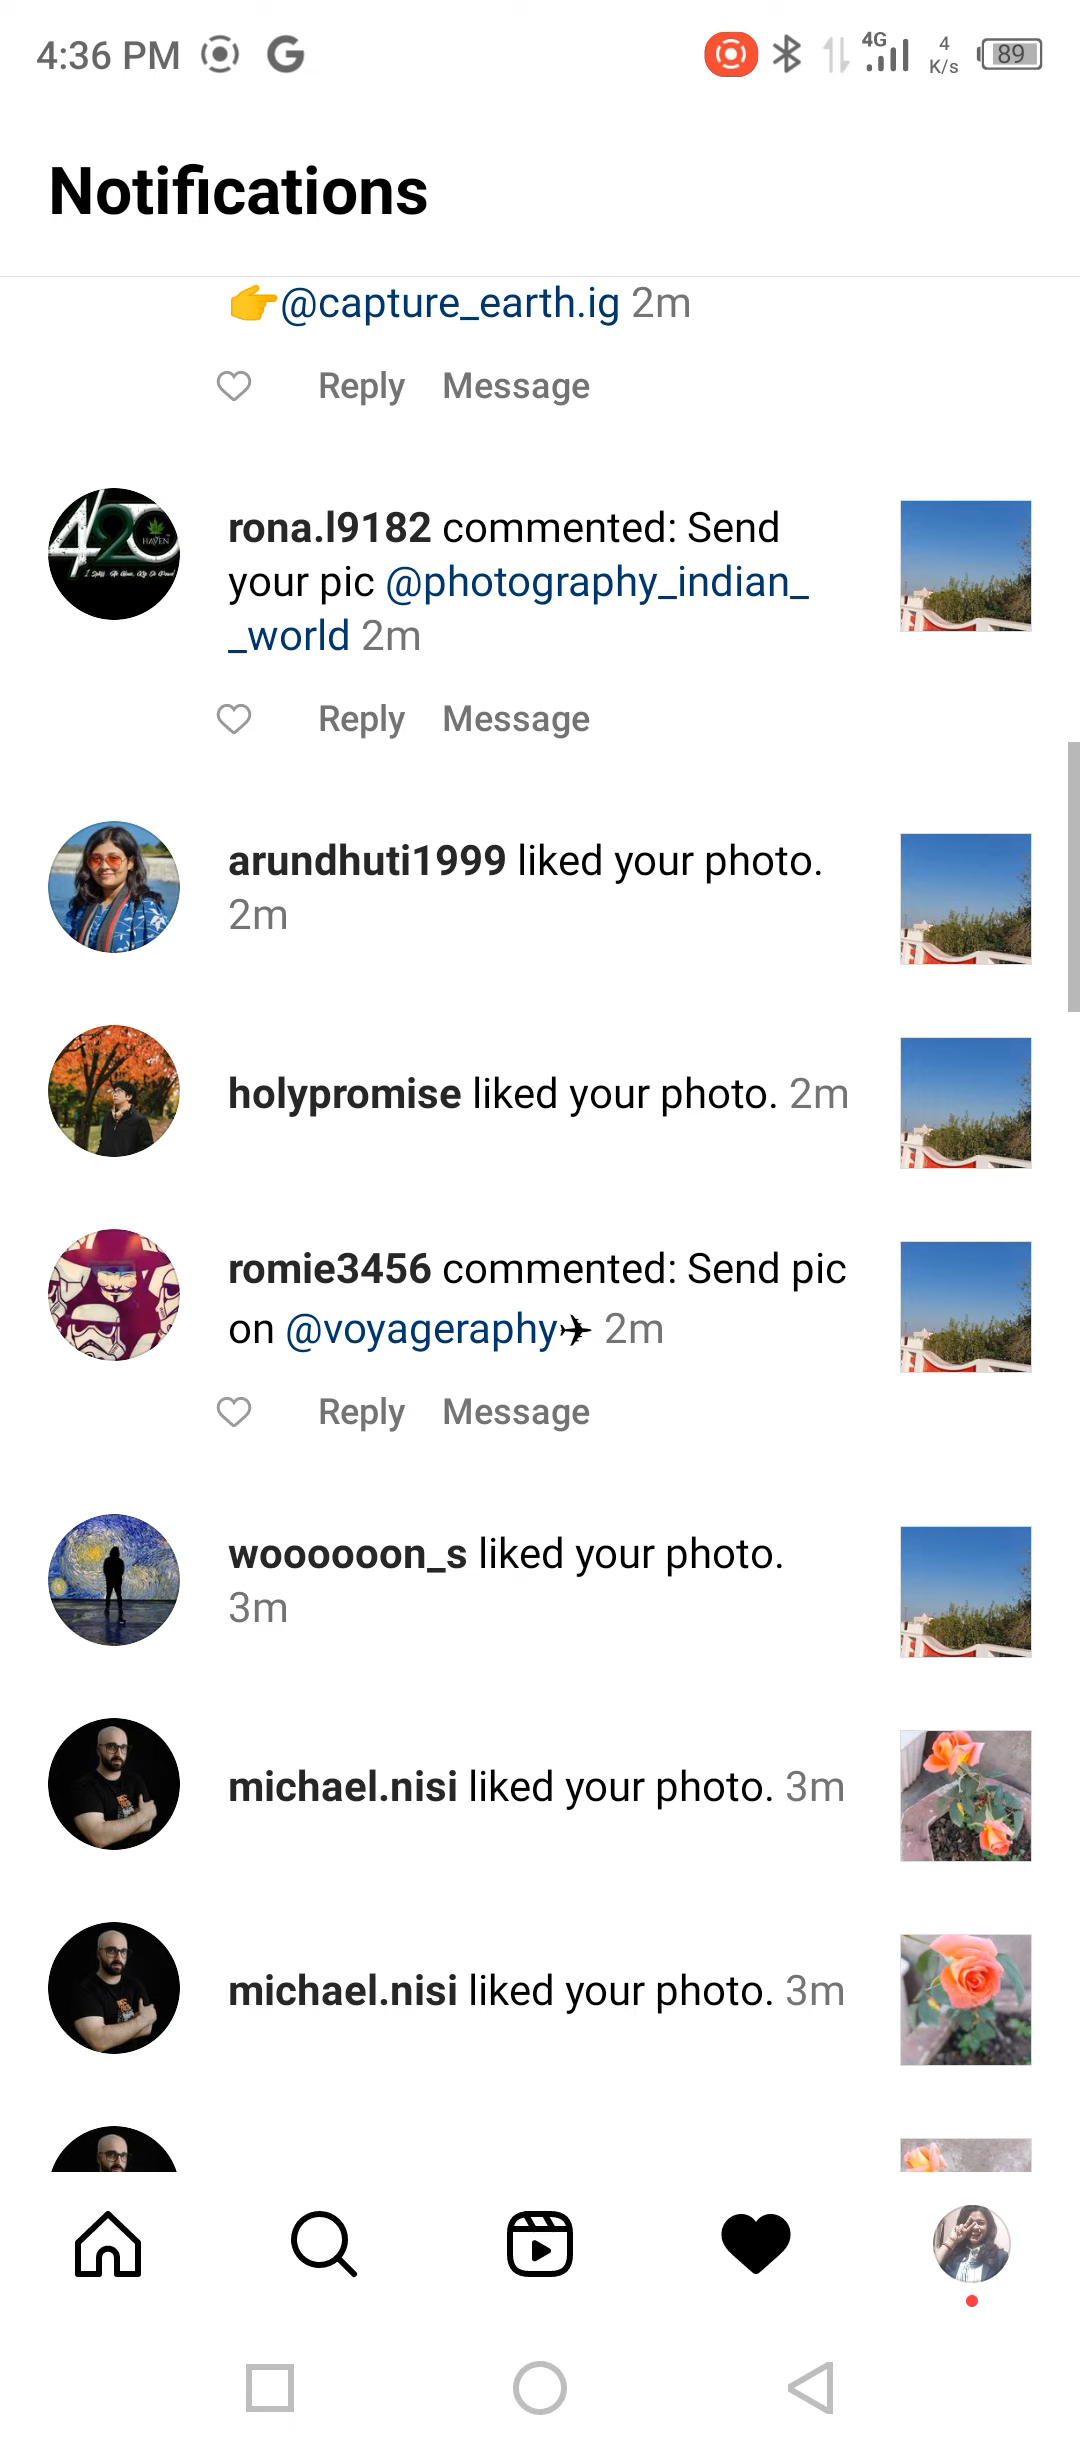 4:36 PM G 4G 4 K/s 89
Notifications
👉@capture_earth.ig 2m
Reply Message
420
HAVEN
rona.l9182 commented: Send
your pic @photography_indian_
_world 2m
Reply Message
arundhuti1999 liked your photo.
2m
holypromise liked your photo. 2m
romie3456 commented: Send pic
on @voyageraphy✈ 2m
Reply Message
woooooon_s liked your photo.
3m
michael.nisi liked your photo. 3m
michael.nisi liked your photo. 3m